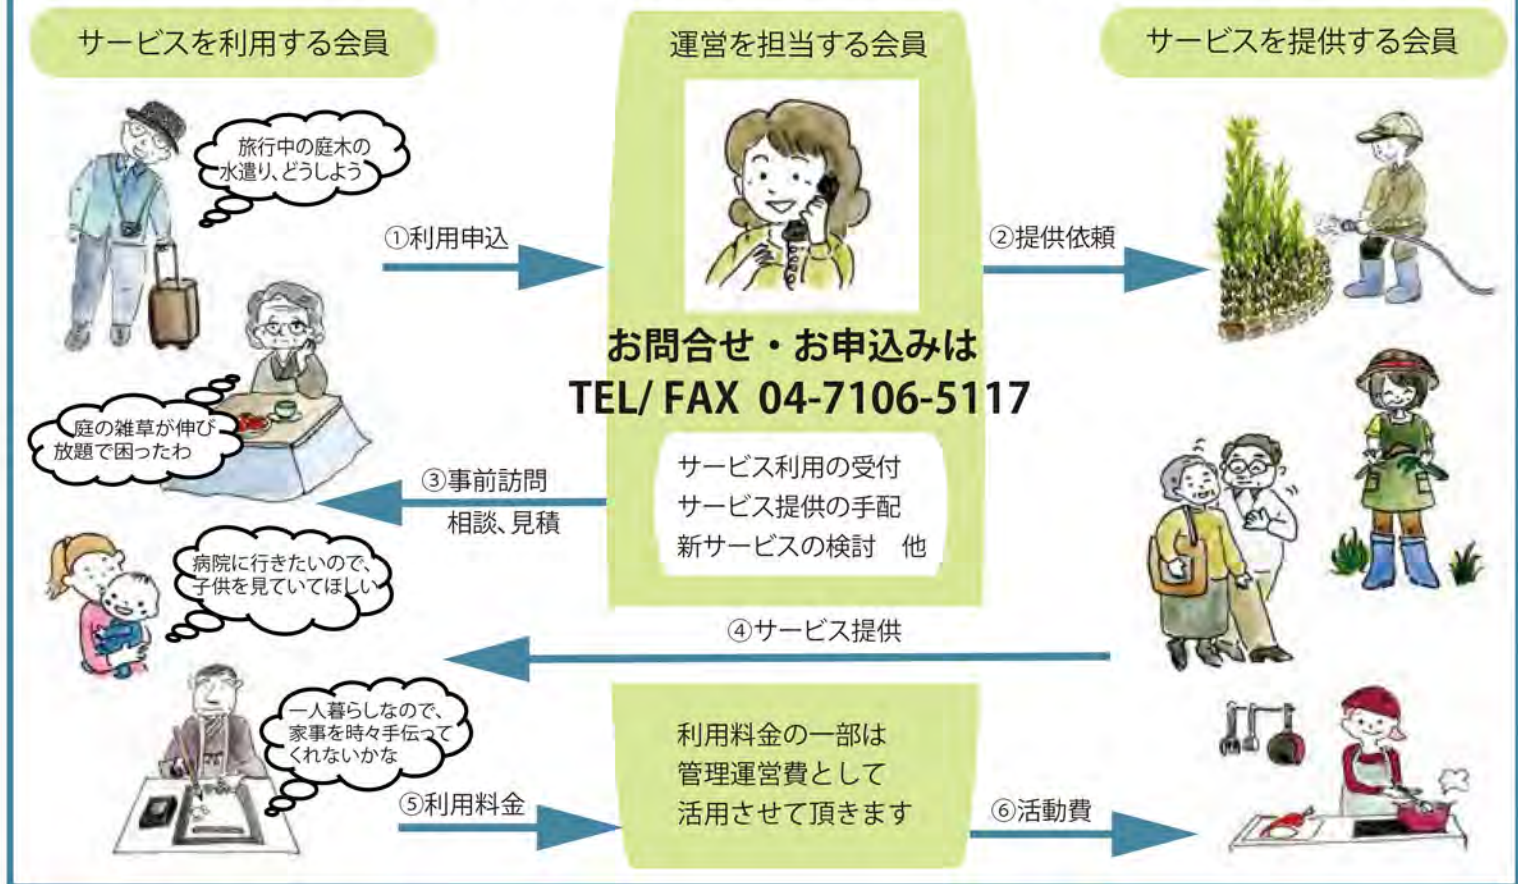 サービスを利用する会員
運営を担当する会員
サービスを提供する会員
旅行中の庭木の
水遣り、どうしよう
①利用申込
②提供依頼
お問合せ・お申込みは
TEL/ FAX 04-7106-5117
庭の雑草が伸び
放題で困ったわ
③事前訪問
相談、見積
サービス利用の受付
サービス提供の手配
新サービスの検討　他
病院に行きたいので、
子供を見ていてほしい
④サービス提供
一人暮らしなので、
家事を時々手伝って
くれないかな
利用料金の一部は
管理運営費として
活用させて頂きます
⑤利用料金
⑥活動費